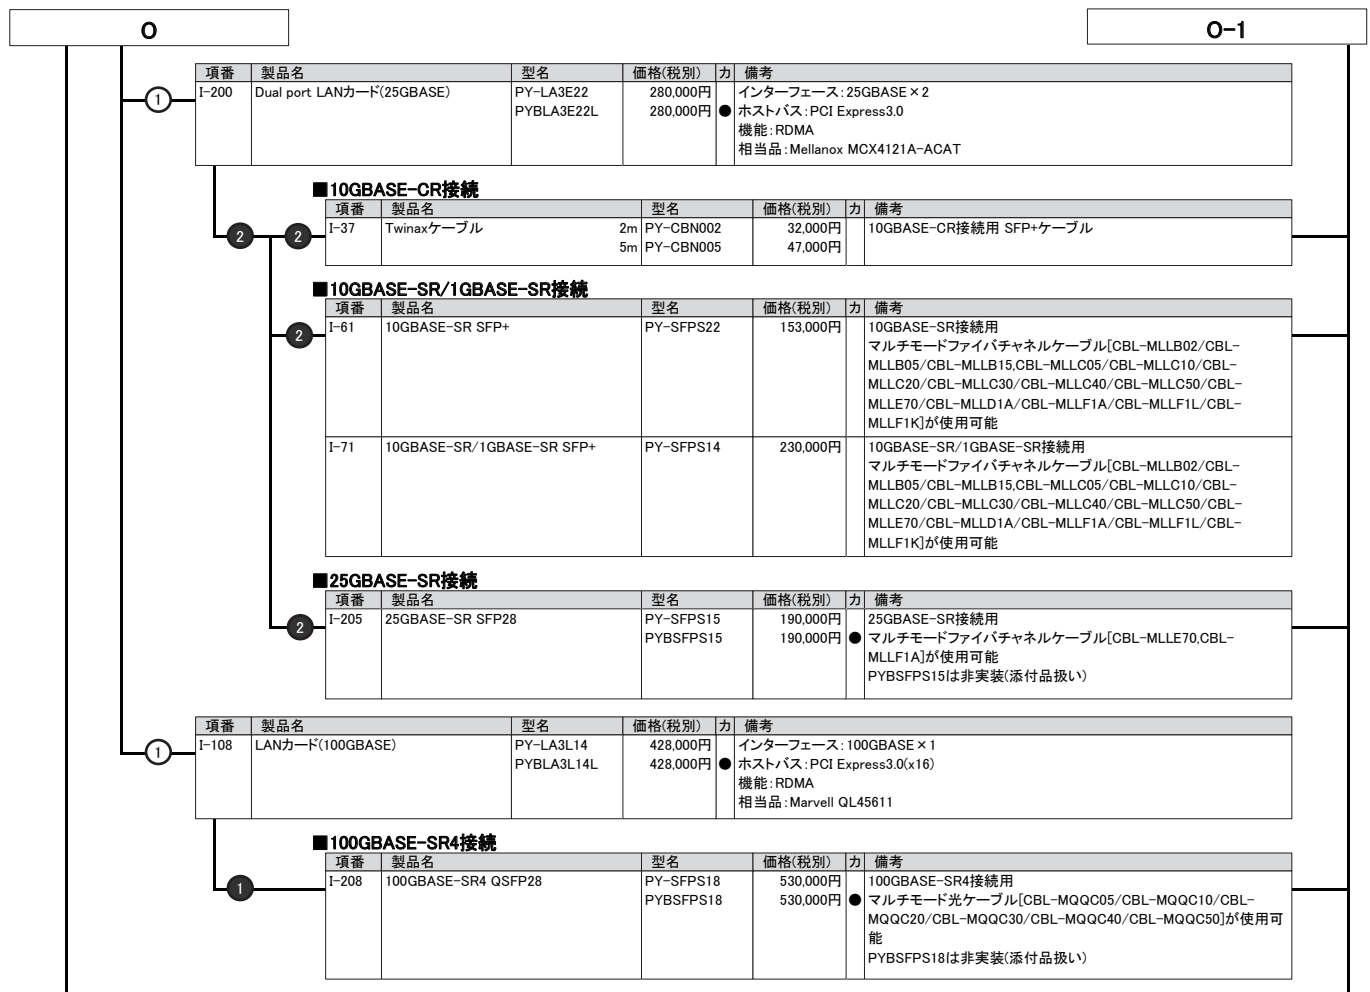 O
O-1
項番 製品名 型名 価格(税別) カ 備考
① I-200 Dual port LANカード(25GBASE) PY-LA3E22 280,000円 インターフェース:25GBASE×2
PYBLA3E22L 280,000円 ● ホストバス:PCI Express3.0
機能:RDMA
相当品:Mellanox MCX4121A-ACAT
■10GBASE-CR接続
項番 製品名 型名 価格(税別) カ 備考
2 2 I-37 Twinaxケーブル 2m PY-CBN002 32,000円 10GBASE-CR接続用 SFP+ケーブル
5m PY-CBN005 47,000円
■10GBASE-SR/1GBASE-SR接続
項番 製品名 型名 価格(税別) カ 備考
2 I-61 10GBASE-SR SFP+ PY-SFPS22 153,000円 10GBASE-SR接続用
マルチモードファイバチャネルケーブル[CBL-MLLB02/CBL-
MLLB05/CBL-MLLB15,CBL-MLLC05/CBL-MLLC10/CBL-
MLLC20/CBL-MLLC30/CBL-MLLC40/CBL-MLLC50/CBL-
MLLE70/CBL-MLLD1A/CBL-MLLF1A/CBL-MLLF1L/CBL-
MLLF1K]が使用可能
I-71 10GBASE-SR/1GBASE-SR SFP+ PY-SFPS14 230,000円 10GBASE-SR/1GBASE-SR接続用
マルチモードファイバチャネルケーブル[CBL-MLLB02/CBL-
MLLB05/CBL-MLLB15,CBL-MLLC05/CBL-MLLC10/CBL-
MLLC20/CBL-MLLC30/CBL-MLLC40/CBL-MLLC50/CBL-
MLLE70/CBL-MLLD1A/CBL-MLLF1A/CBL-MLLF1L/CBL-
MLLF1K]が使用可能
■25GBASE-SR接続
項番 製品名 型名 価格(税別) カ 備考
2 I-205 25GBASE-SR SFP28 PY-SFPS15 190,000円 25GBASE-SR接続用
PYBSFPS15 190,000円 ● マルチモードファイバチャネルケーブル[CBL-MLLE70,CBL-
MLLF1A]が使用可能
PYBSFPS15は非実装(添付品扱い)
項番 製品名 型名 価格(税別) カ 備考
① I-108 LANカード(100GBASE) PY-LA3L14 428,000円 インターフェース:100GBASE×1
PYBLA3L14L 428,000円 ● ホストバス:PCI Express3.0(x16)
機能:RDMA
相当品:Marvell QL45611
■100GBASE-SR4接続
項番 製品名 型名 価格(税別) カ 備考
1 I-208 100GBASE-SR4 QSFP28 PY-SFPS18 530,000円 100GBASE-SR4接続用
PYBSFPS18 530,000円 ● マルチモード光ケーブル[CBL-MQQC05/CBL-MQQC10/CBL-
MQQC20/CBL-MQQC30/CBL-MQQC40/CBL-MQQC50]が使用可
能
PYBSFPS18は非実装(添付品扱い)